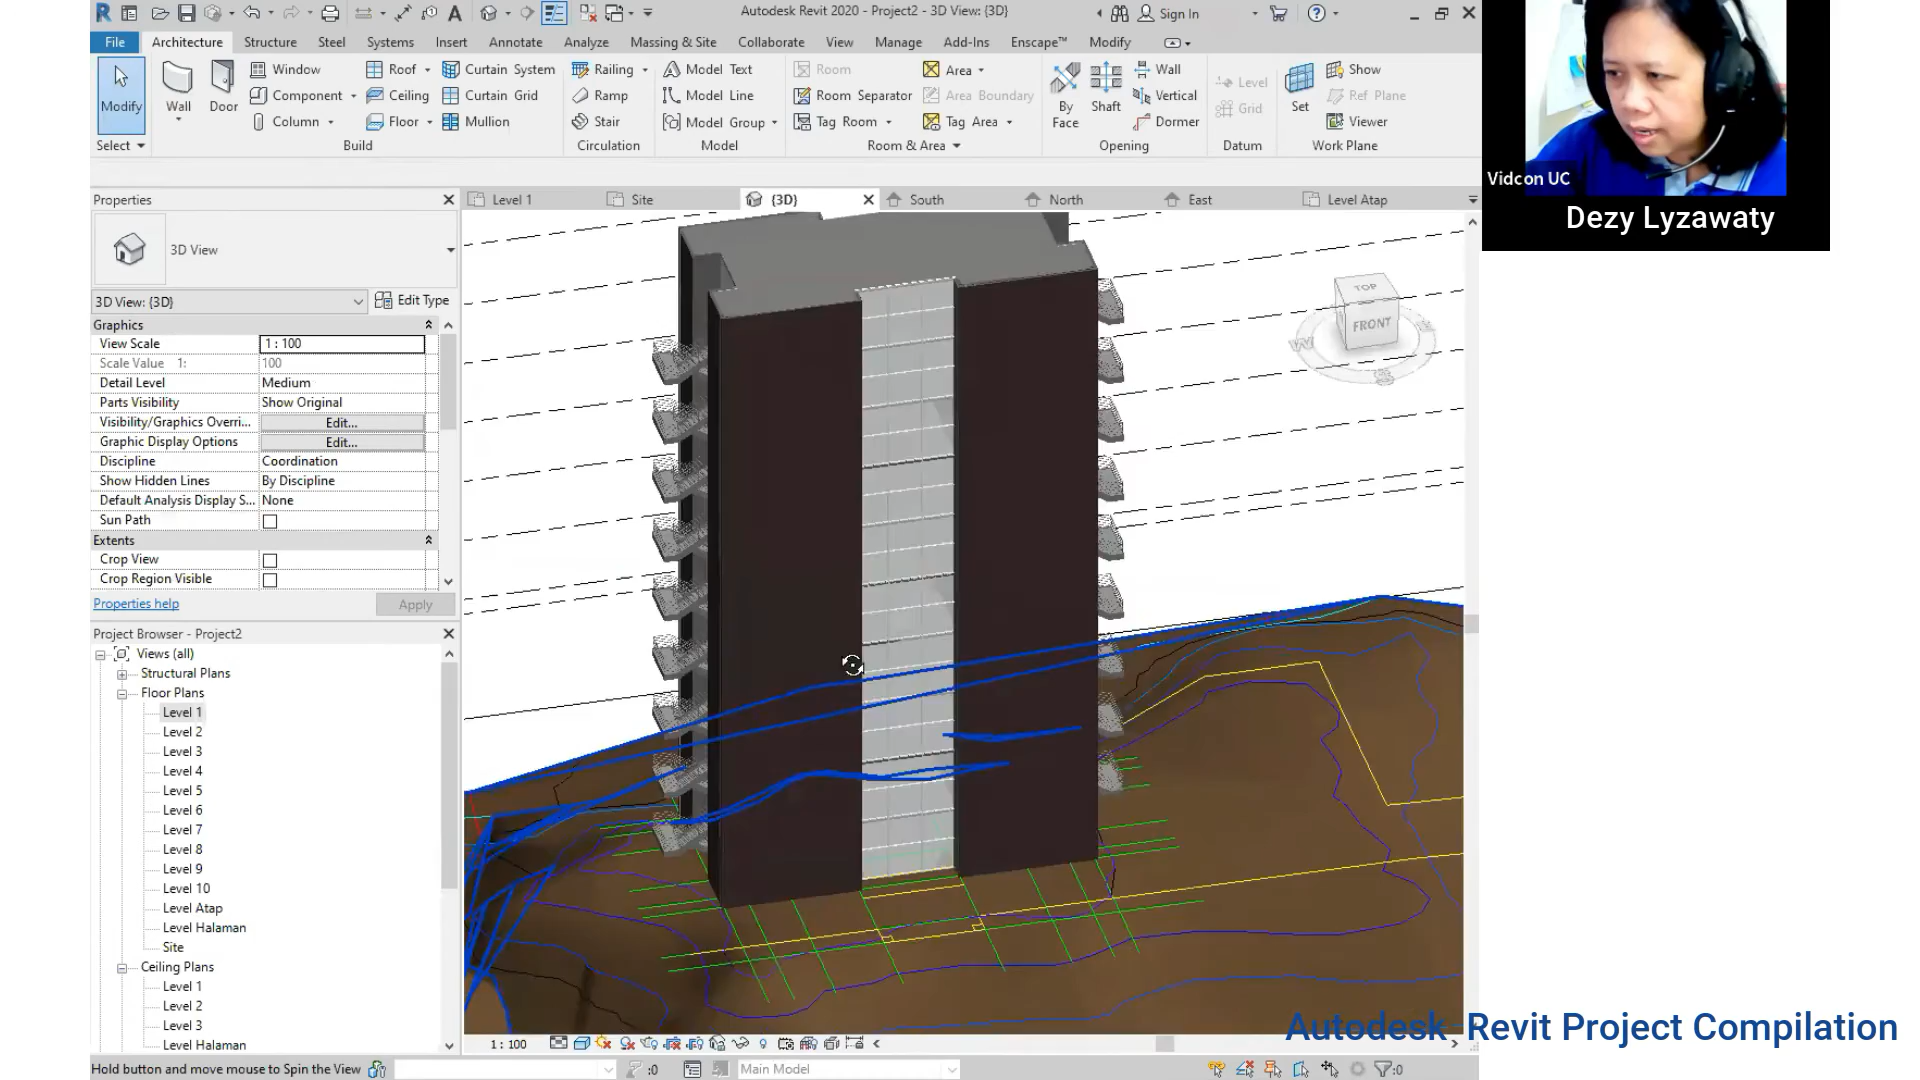 Autodesk Revit 2020 - Project2 - 3D View: {3D}
Sign In
File
Architecture
Structure
Steel
Systems
Insert
Annotate
Analyze
Massing & Site
Collaborate
View
Manage
Add-Ins
Enscape™
Modify
Modify
Wall
Door
Window
Component
Column
Roof
Ceiling
Floor
Curtain System
Curtain Grid
Mullion
Railing
Ramp
Stair
Model Text
Model Line
Model Group
Room
Room Separator
Tag Room
Area
Area Boundary
Tag Area
By
Face
Shaft
Wall
Vertical
Dormer
Level
Grid
Set
Show
Ref Plane
Viewer
Select
Build
Circulation
Model
Room & Area
Opening
Datum
Work Plane
Vidcon UC
Dezy Lyzawaty
Properties
Level 1
Site
{3D}
South
North
East
Level Atap
3D View
3D View: {3D}
Edit Type
Graphics
View Scale 1 : 100
Scale Value 1: 100
Detail Level Medium
Parts Visibility Show Original
Visibility/Graphics Overri... Edit...
Graphic Display Options Edit...
Discipline Coordination
Show Hidden Lines By Discipline
Default Analysis Display S... None
Sun Path
Extents
Crop View
Crop Region Visible
Properties help
Apply
TOP
FRONT
W
S
Project Browser - Project2
Views (all)
Structural Plans
Floor Plans
Level 1
Level 2
Level 3
Level 4
Level 5
Level 6
Level 7
Level 8
Level 9
Level 10
Level Atap
Level Halaman
Site
Ceiling Plans
Level 1
Level 2
Level 3
Level Halaman
1 : 100
Autodesk Revit Project Compilation
Hold button and move mouse to Spin the View
:0
Main Model
:0